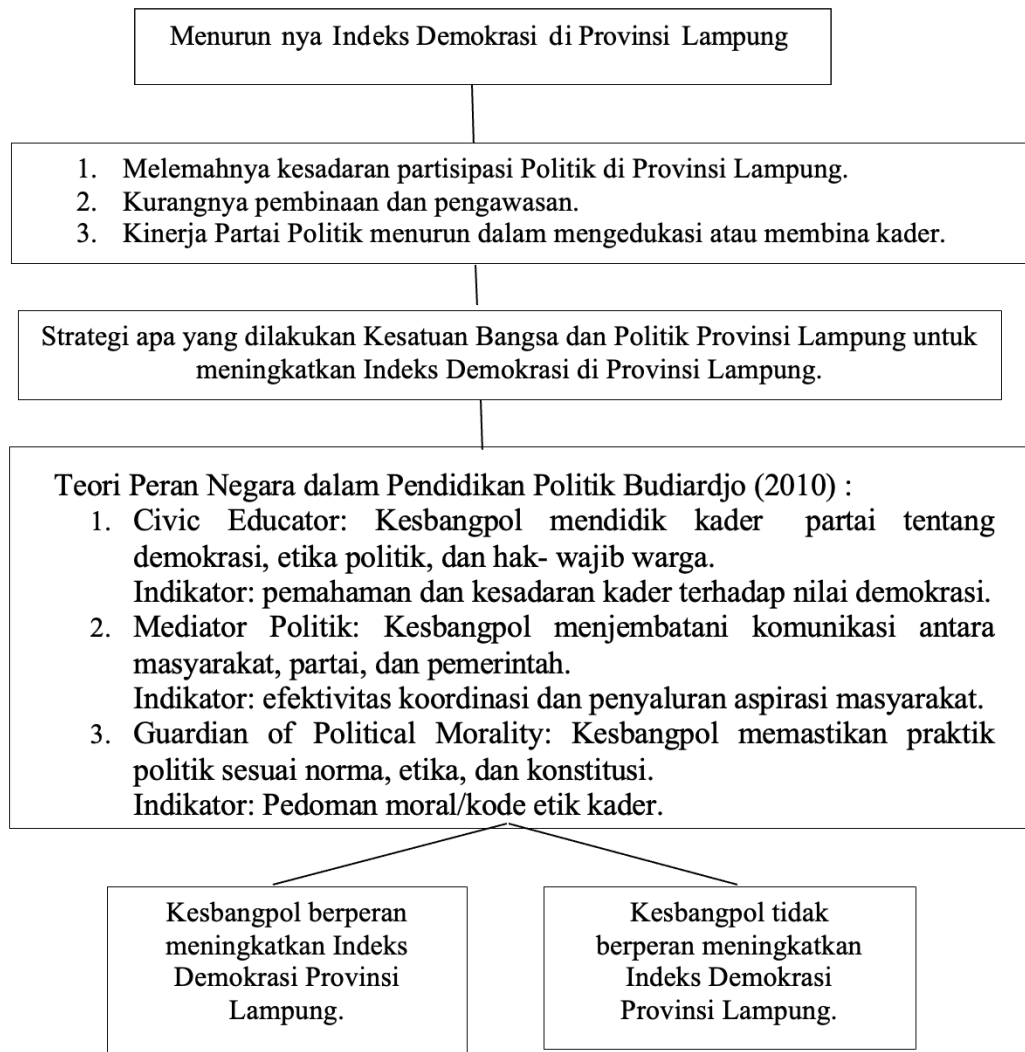 Menurun nya Indeks Demokrasi di Provinsi Lampung
1. Melemahnya kesadaran partisipasi Politik di Provinsi Lampung.
2. Kurangnya pembinaan dan pengawasan.
3. Kinerja Partai Politik menurun dalam mengedukasi atau membina kader.
Strategi apa yang dilakukan Kesatuan Bangsa dan Politik Provinsi Lampung untuk
meningkatkan Indeks Demokrasi di Provinsi Lampung.
Teori Peran Negara dalam Pendidikan Politik Budiardjo (2010) :
1. Civic Educator: Kesbangpol mendidik kader partai tentang
demokrasi, etika politik, dan hak- wajib warga.
Indikator: pemahaman dan kesadaran kader terhadap nilai demokrasi.
2. Mediator Politik: Kesbangpol menjembatani komunikasi antara
masyarakat, partai, dan pemerintah.
Indikator: efektivitas koordinasi dan penyaluran aspirasi masyarakat.
3. Guardian of Political Morality: Kesbangpol memastikan praktik
politik sesuai norma, etika, dan konstitusi.
Indikator: Pedoman moral/kode etik kader.
Kesbangpol berperan
meningkatkan Indeks
Demokrasi Provinsi
Lampung.
Kesbangpol tidak
berperan meningkatkan
Indeks Demokrasi
Provinsi Lampung.